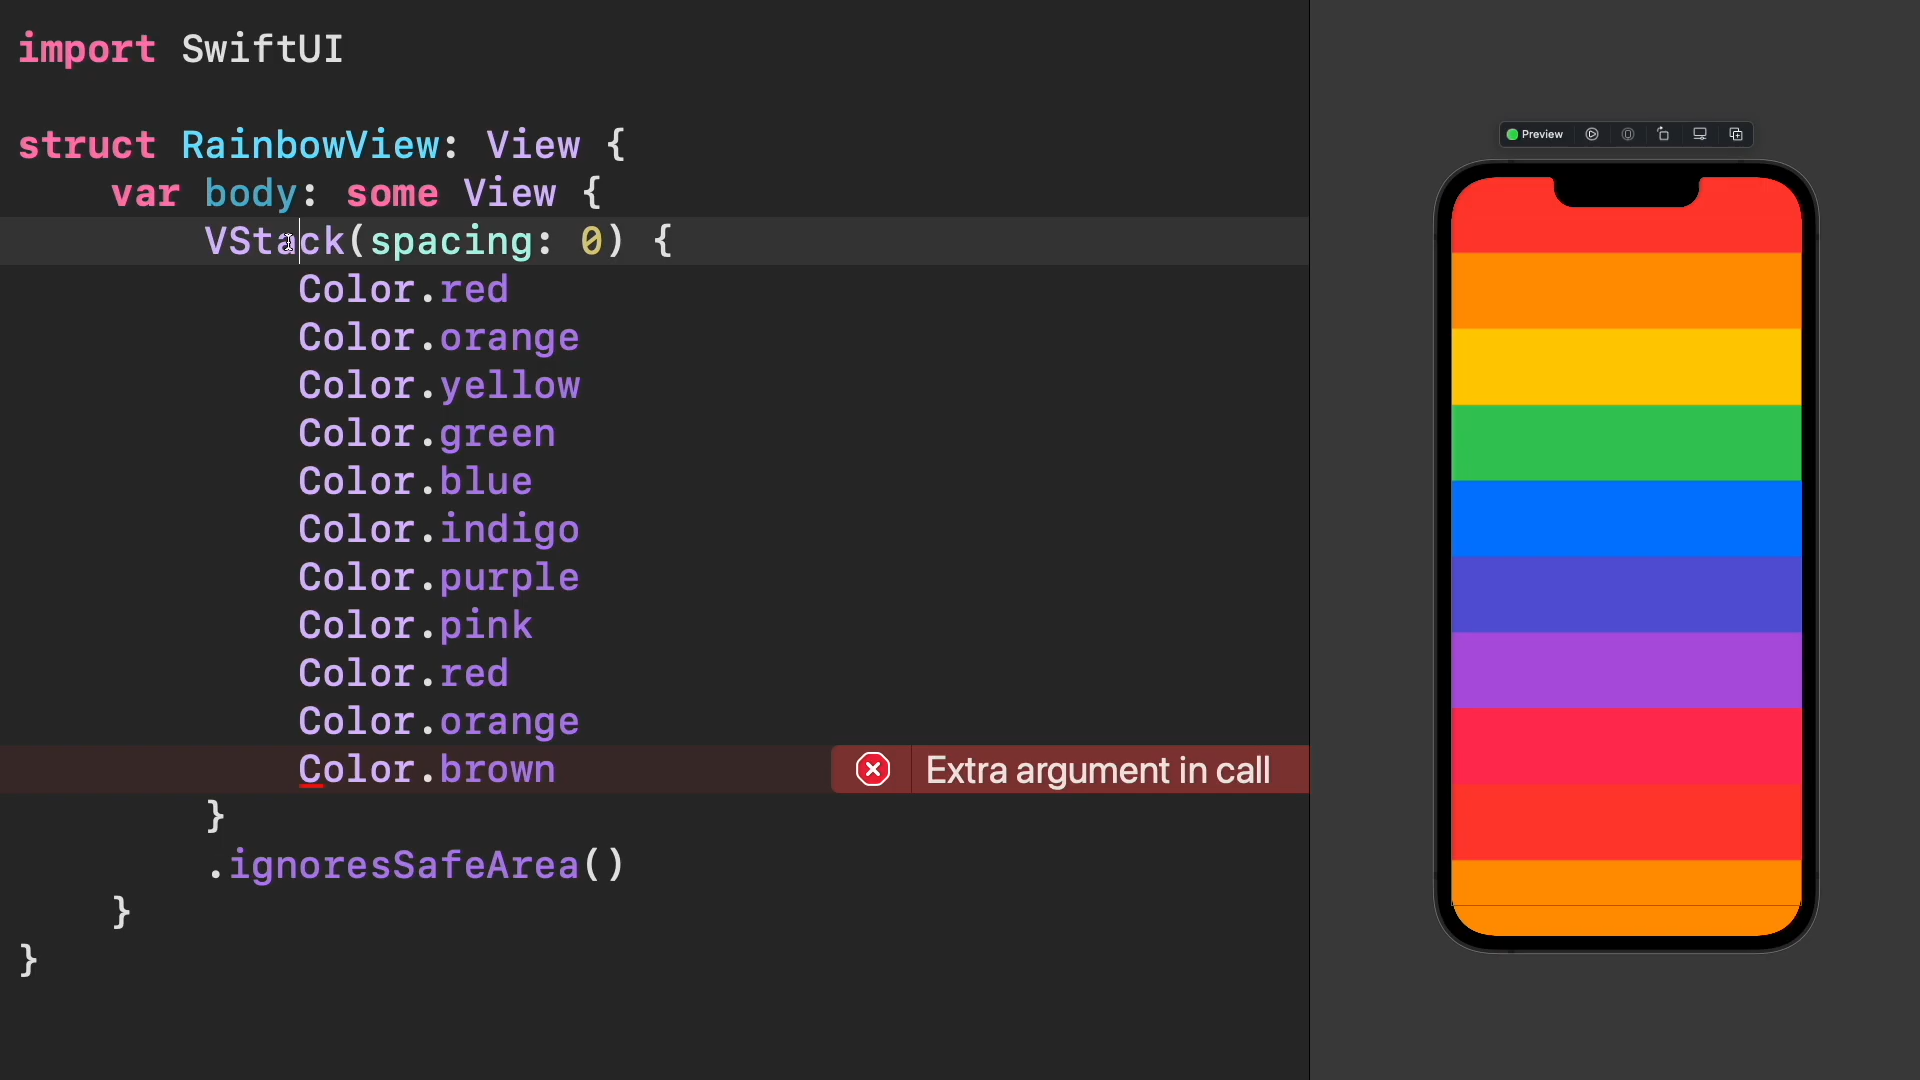 import SwiftUI
struct RainbowView: View {
var body: some View {
VStack(spacing: 0) {
Color.red
Color.orange
Color.yellow
Color.green
Color.blue
Color.indigo
Color.purple
Color.pink
Color.red
Color.orange
Color.brown
Extra argument in call
}
.ignoresSafeArea()
}
}
Preview